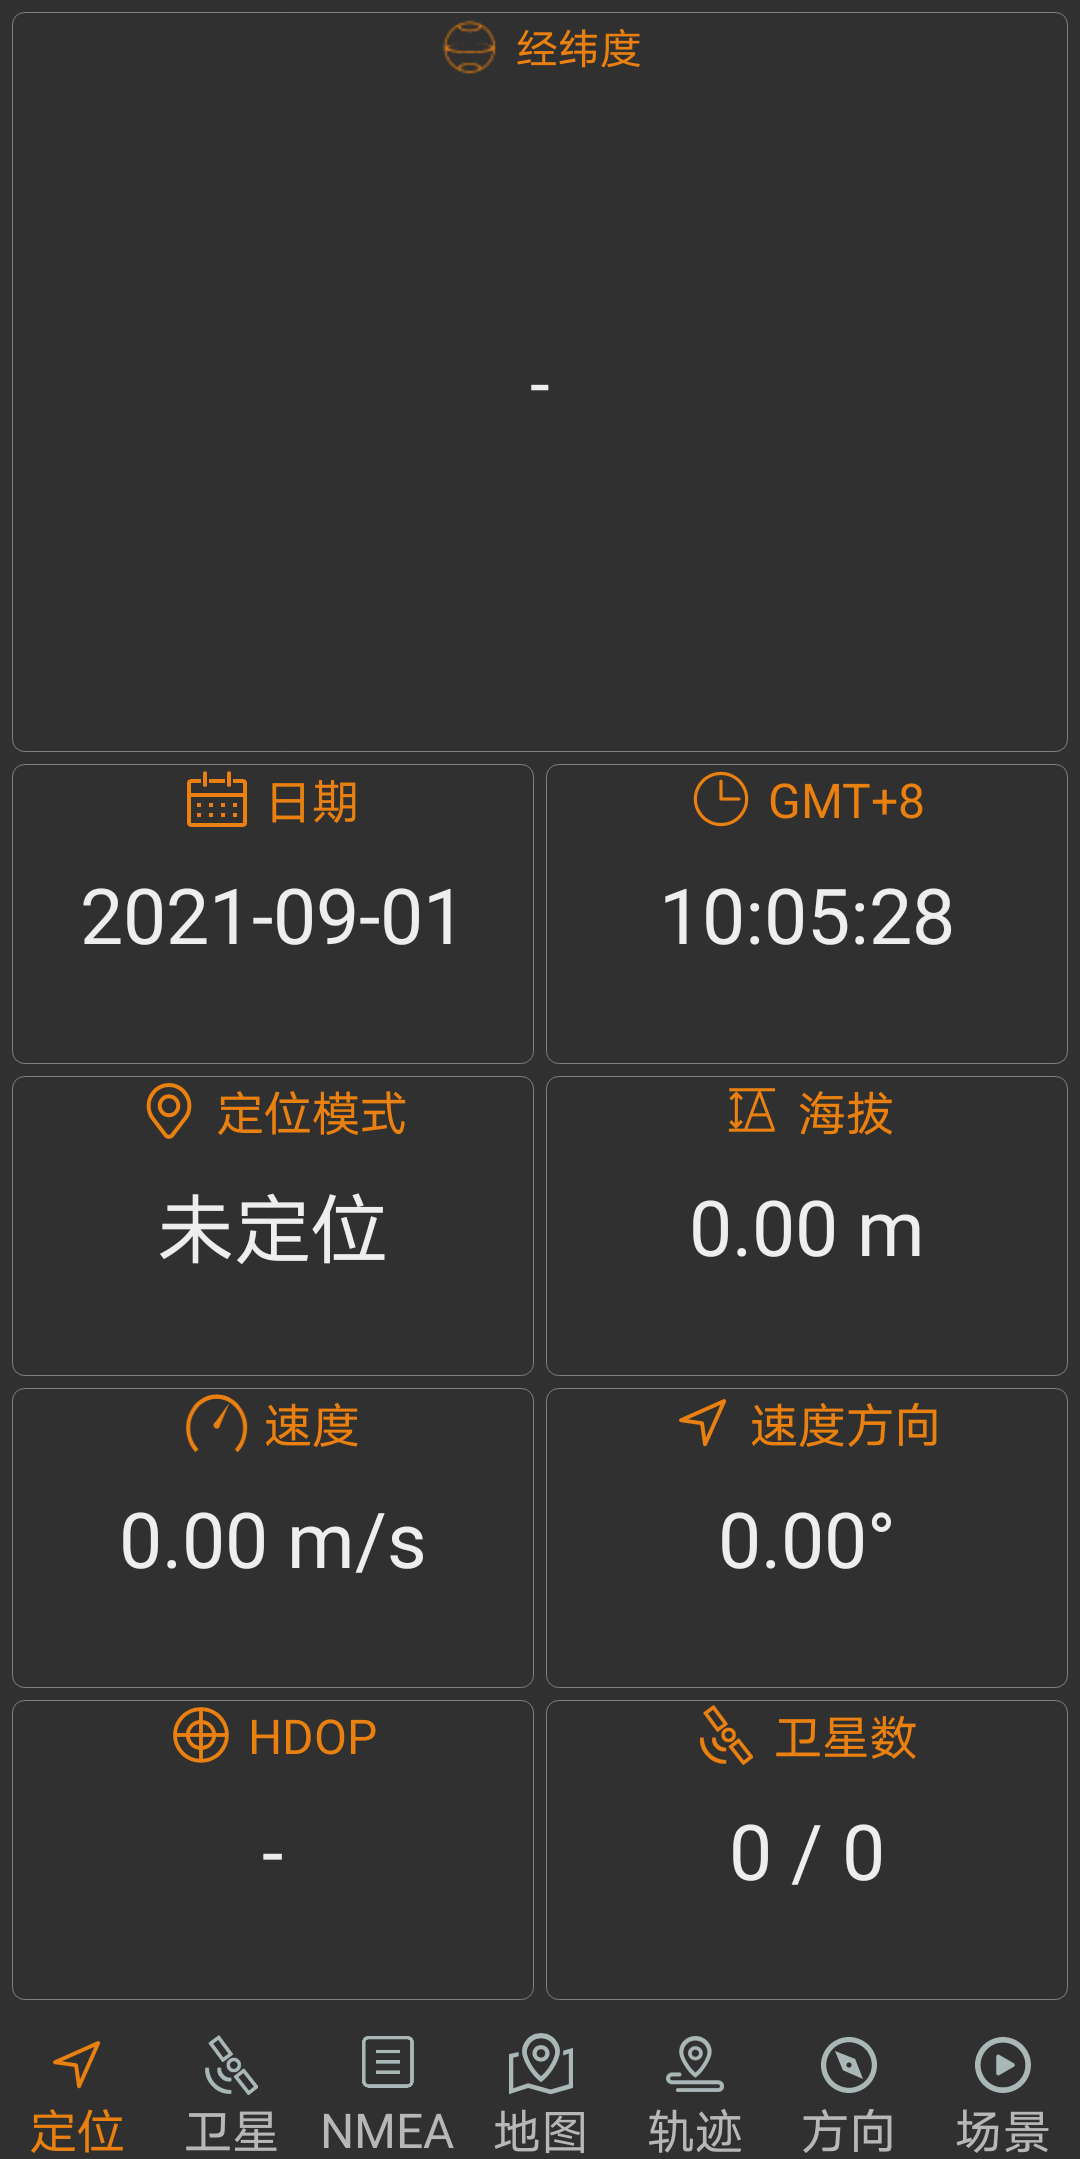 经纬度
-
日期
GMT+8
2021-09-01
10:05:28
定位模式
海拔
未定位
0.00 m
速度
速度方向
0.00 m/s
0.00°
HDOP
卫星数
-
0 / 0
定位 卫星 NMEA 地图 轨迹 方向 场景